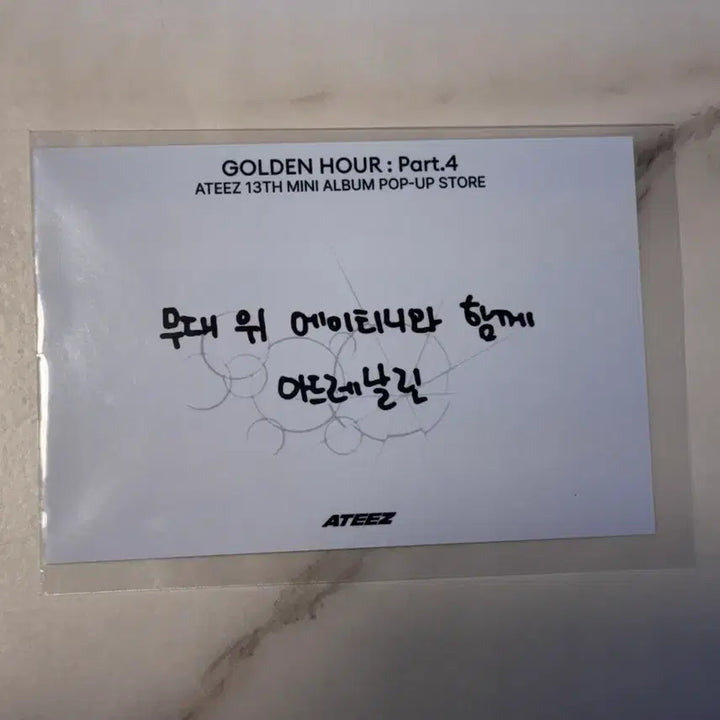 GOLDEN HOUR : Part.4
ATEEZ 13TH MINI ALBUM POP-UP STORE
무대 위 에이티니와 함께
아드레날린
ATEEZ